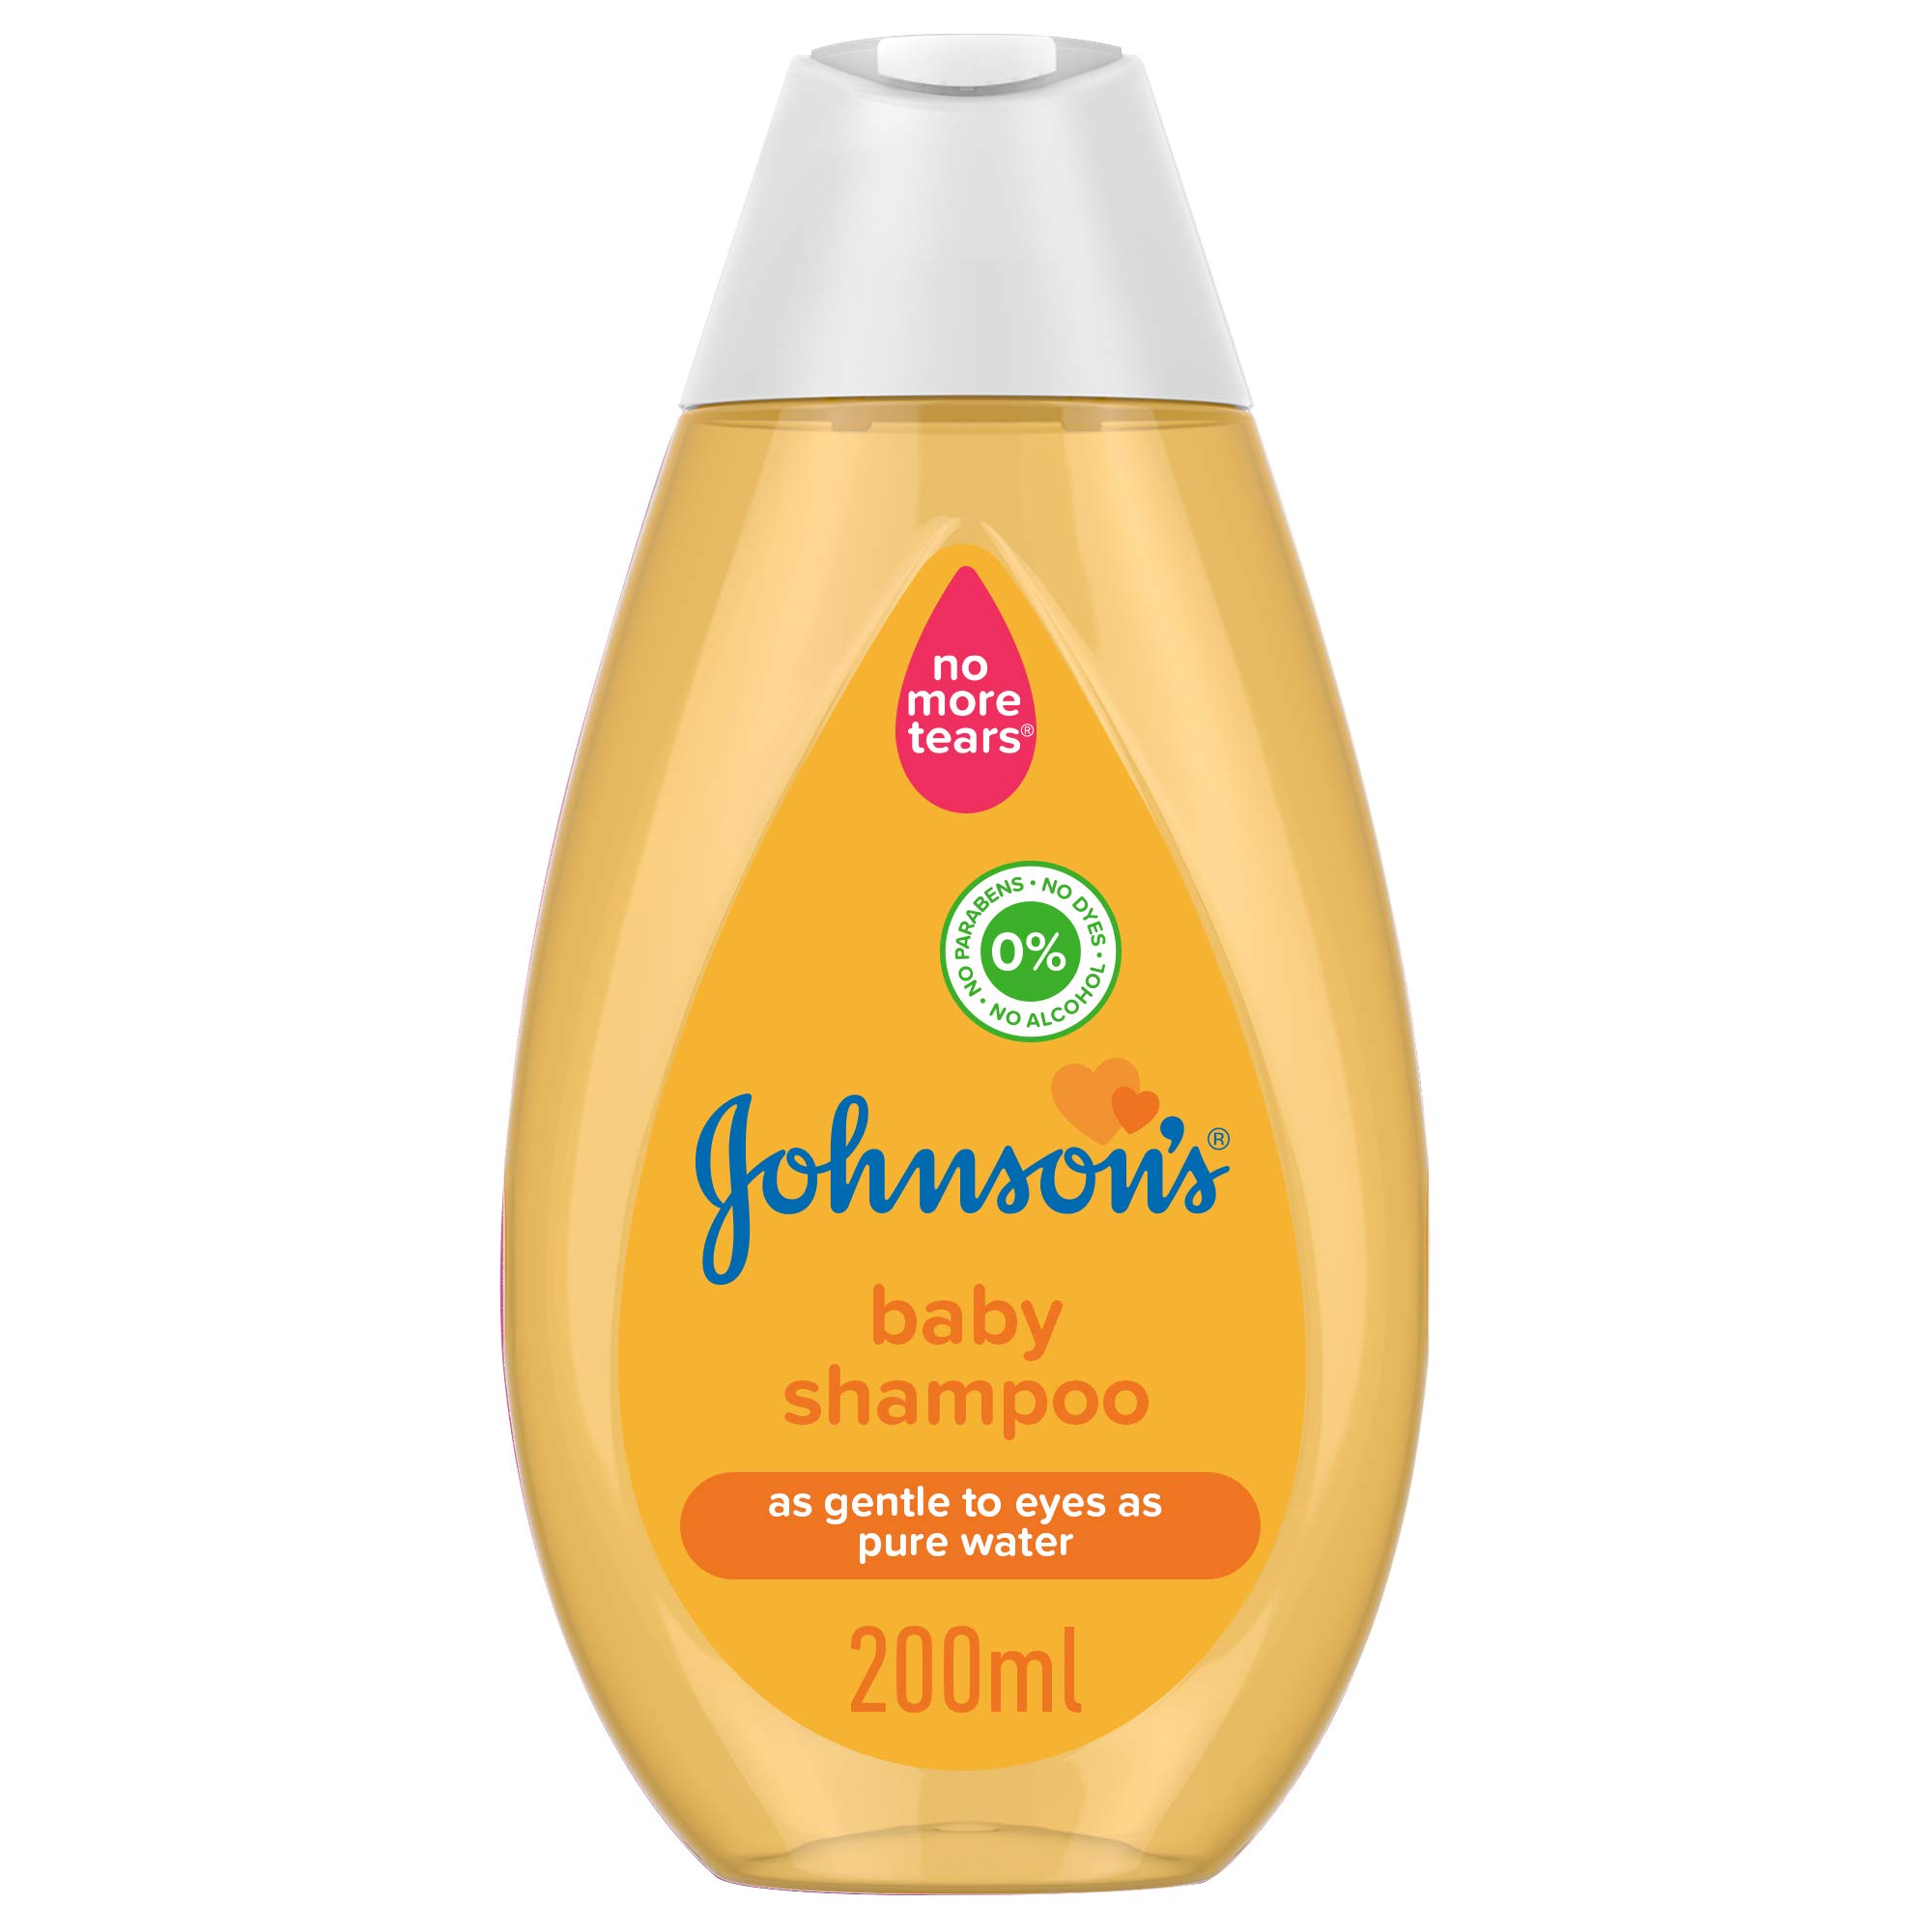 no
more
tears®
NO PARABENS • NO DYES • NO ALCOHOL •
0%
Johnson's®
baby
shampoo
as gentle to eyes as
pure water
200ml